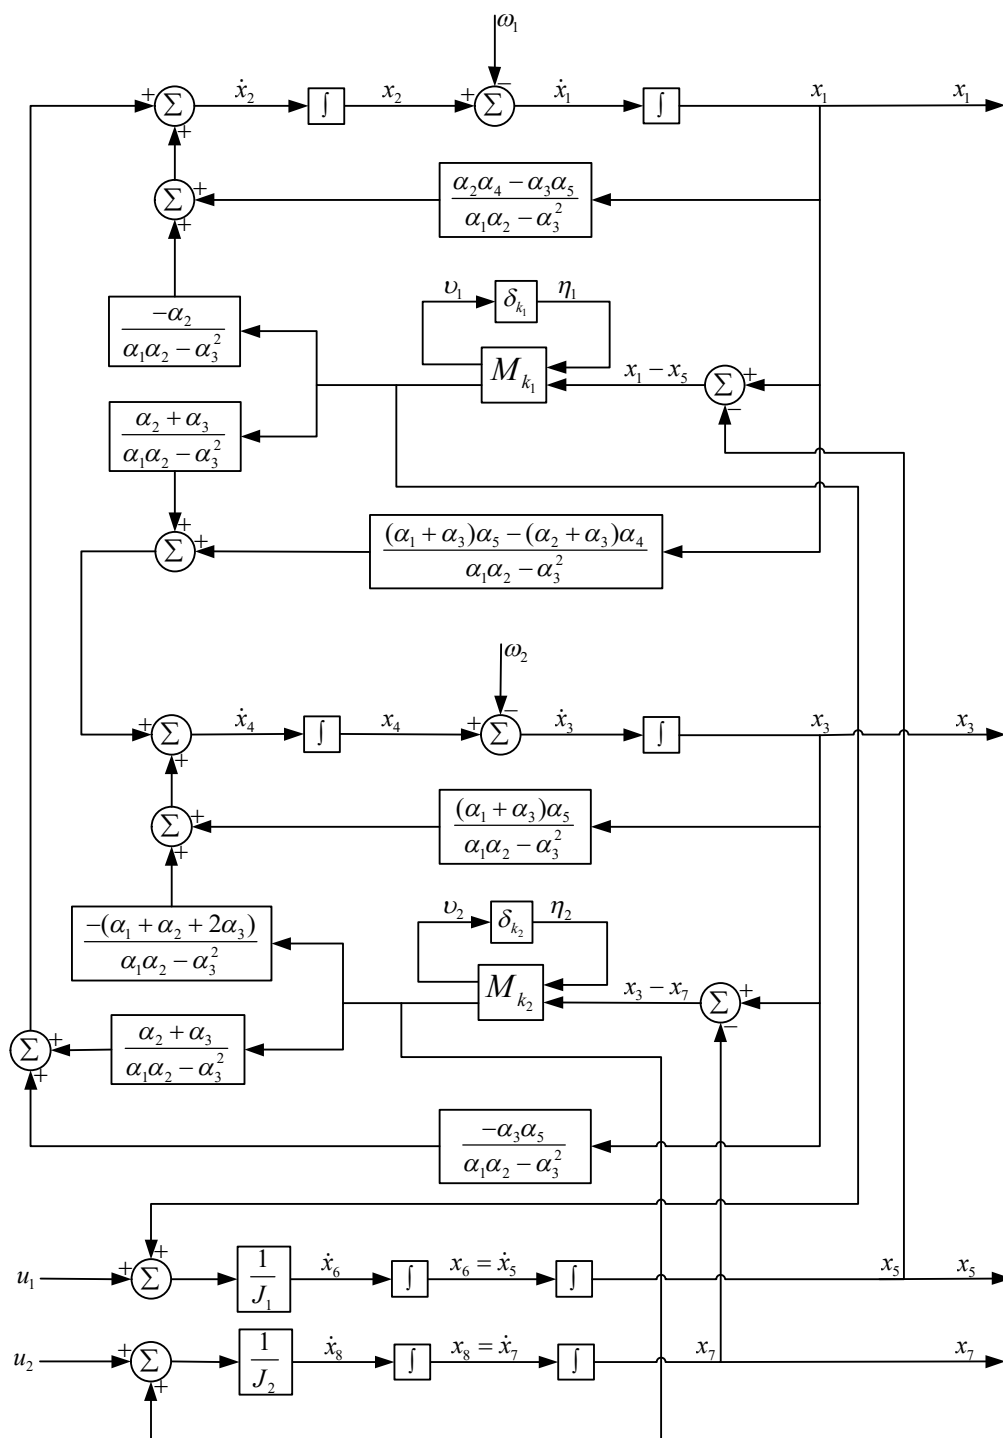 ω₁
+ ẋ₂ ∫ x₂ + Σ − ẋ₁ ∫ x₁ x₁
Σ
+
Σ + (α₂α₄ − α₃α₅)/(α₁α₂ − α₃²)
+
υ₁ δₖ₁ η₁
−α₂/(α₁α₂ − α₃²)
Mₖ₁ x₁ − x₅ Σ +
−
(α₂ + α₃)/(α₁α₂ − α₃²)
+
Σ + ((α₁ + α₃)α₅ − (α₂ + α₃)α₄)/(α₁α₂ − α₃²)
ω₂
+ Σ ẋ₄ ∫ x₄ + Σ − ẋ₃ ∫ x₃ x₃
+
Σ + (α₁ + α₃)α₅/(α₁α₂ − α₃²)
+
υ₂ δₖ₂ η₂
−(α₁ + α₂ + 2α₃)/(α₁α₂ − α₃²)
Mₖ₂ x₃ − x₇ Σ +
−
Σ + (α₂ + α₃)/(α₁α₂ − α₃²)
+
−α₃α₅/(α₁α₂ − α₃²)
+
u₁ + Σ 1/J₁ ẋ₆ ∫ x₆ = ẋ₅ ∫ x₅ x₅
u₂ + Σ 1/J₂ ẋ₈ ∫ x₈ = ẋ₇ ∫ x₇ x₇
+